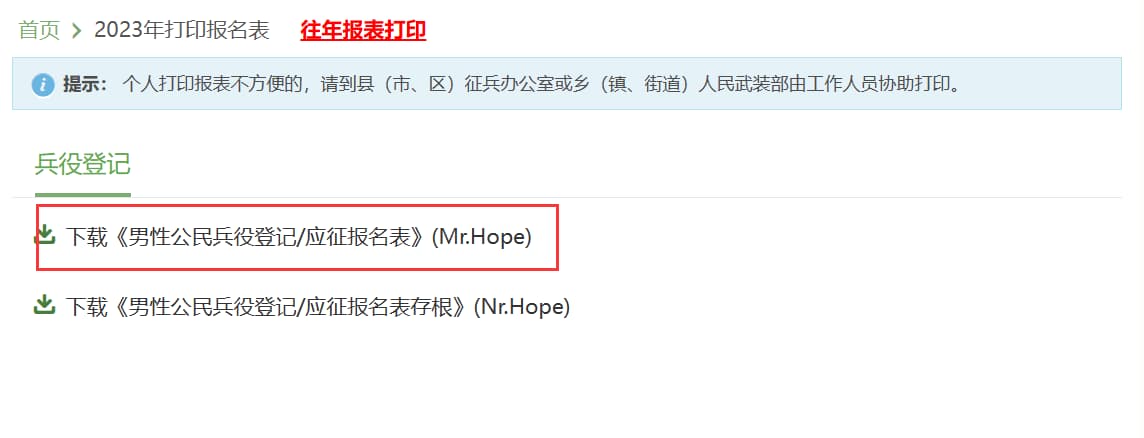 首页 > 2023年打印报名表 往年报表打印
提示： 个人打印报表不方便的，请到县（市、区）征兵办公室或乡（镇、街道）人民武装部由工作人员协助打印。
兵役登记
下载《男性公民兵役登记/应征报名表》(Mr.Hope)
下载《男性公民兵役登记/应征报名表存根》(Nr.Hope)